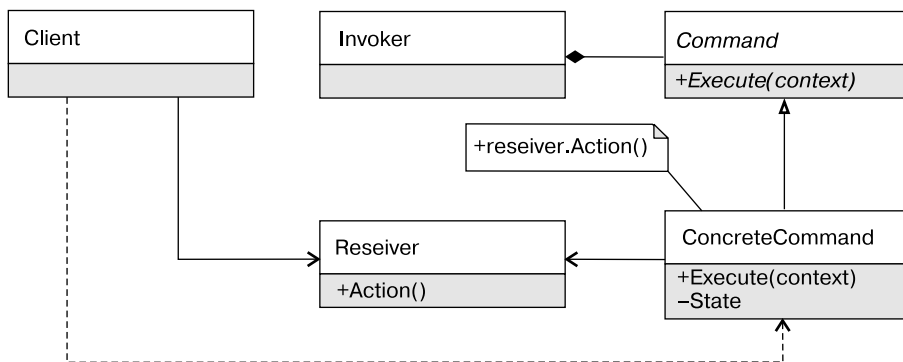 Client
Invoker
Command
+Execute(context)
+reseiver.Action()
Reseiver
+Action()
ConcreteCommand
+Execute(context)
–State